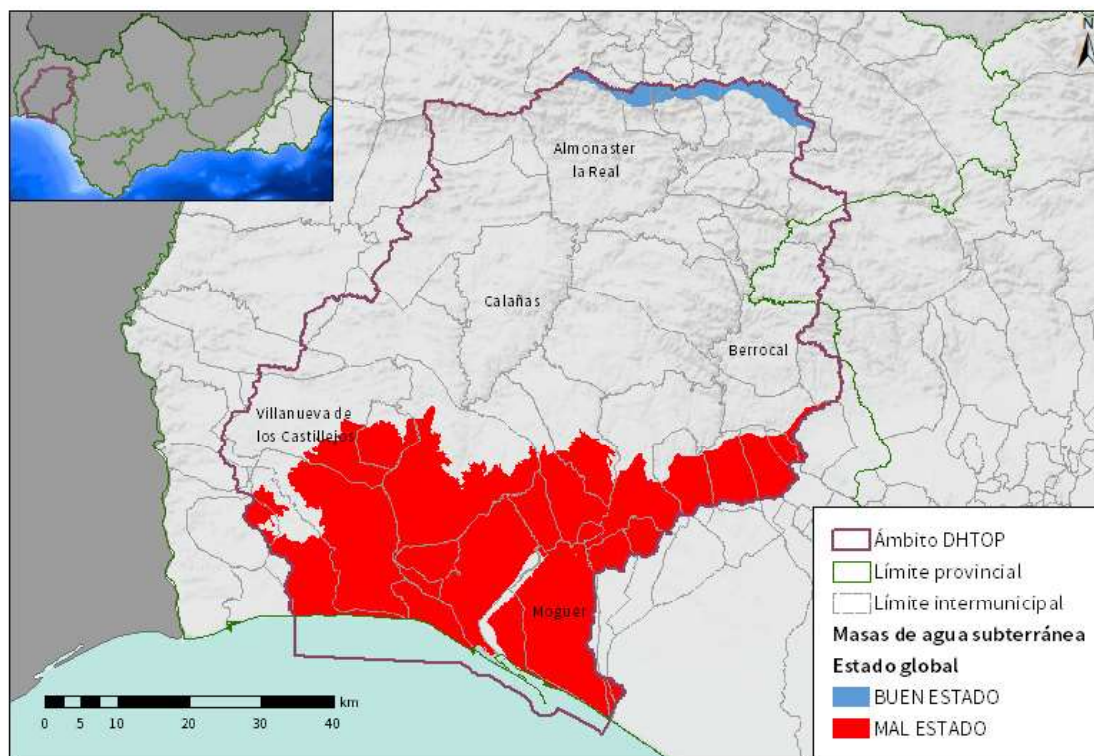 N
Almonaster
la Real
Calañas
Berrocal
Villanueva de
los Castillejos
Moguer
km
0 5 10 20 30 40
Ámbito DHTOP
Límite provincial
Límite intermunicipal
Masas de agua subterránea
Estado global
BUEN ESTADO
MAL ESTADO